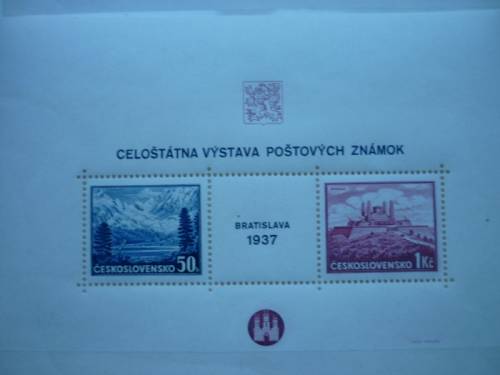 CELOŠTÁTNA VÝSTAVA POŠTOVÝCH ZNÁMOK
ČESKOSLOVENSKO 50h
BRATISLAVA
1937
ČESKOSLOVENSKO 1Kč